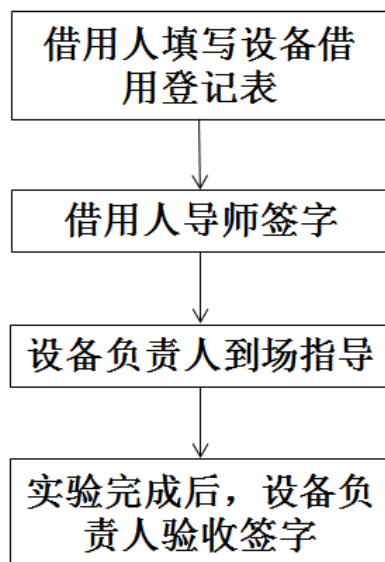 借用人填写设备借
用登记表
借用人导师签字
设备负责人到场指导
实验完成后，设备负
责人验收签字